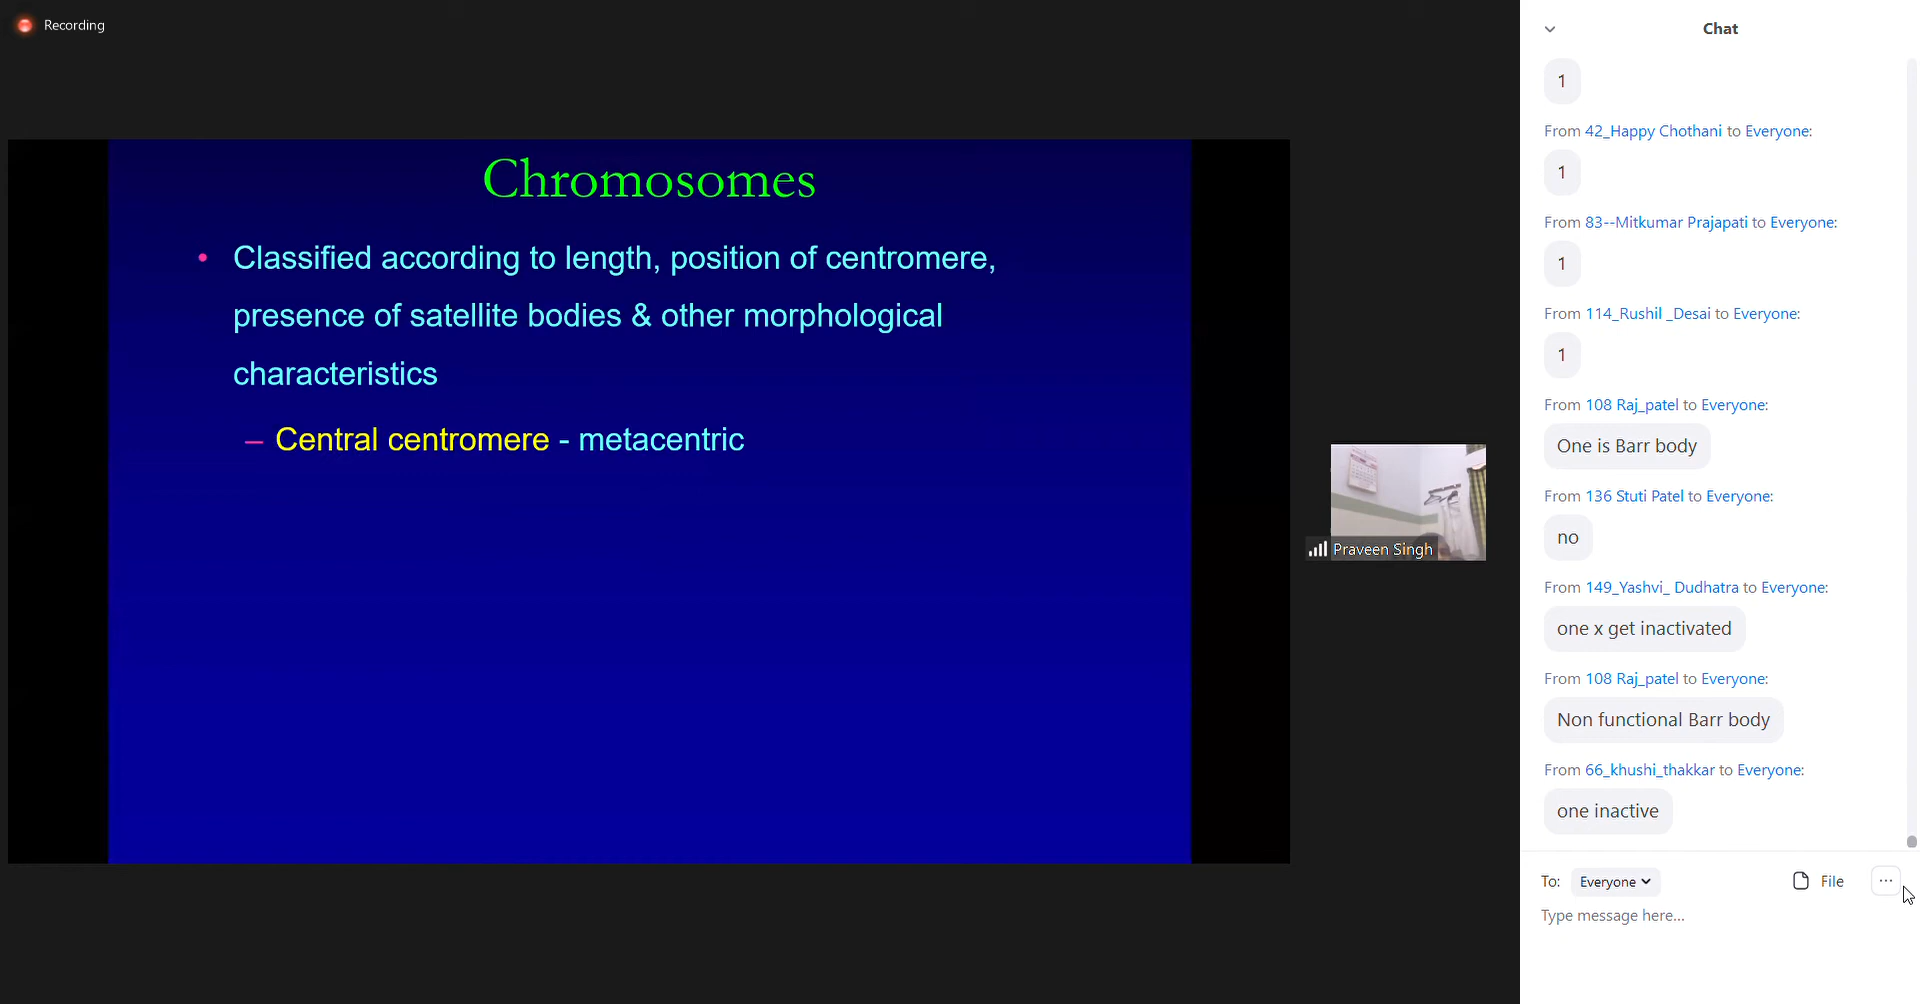 Recording
Chromosomes
• Classified according to length, position of centromere,
presence of satellite bodies & other morphological
characteristics
– Central centromere - metacentric
Praveen Singh
Chat
1
From 42_Happy Chothani to Everyone:
1
From 83--Mitkumar Prajapati to Everyone:
1
From 114_Rushil _Desai to Everyone:
1
From 108 Raj_patel to Everyone:
One is Barr body
From 136 Stuti Patel to Everyone:
no
From 149_Yashvi_ Dudhatra to Everyone:
one x get inactivated
From 108 Raj_patel to Everyone:
Non functional Barr body
From 66_khushi_thakkar to Everyone:
one inactive
To: Everyone File ...
Type message here...